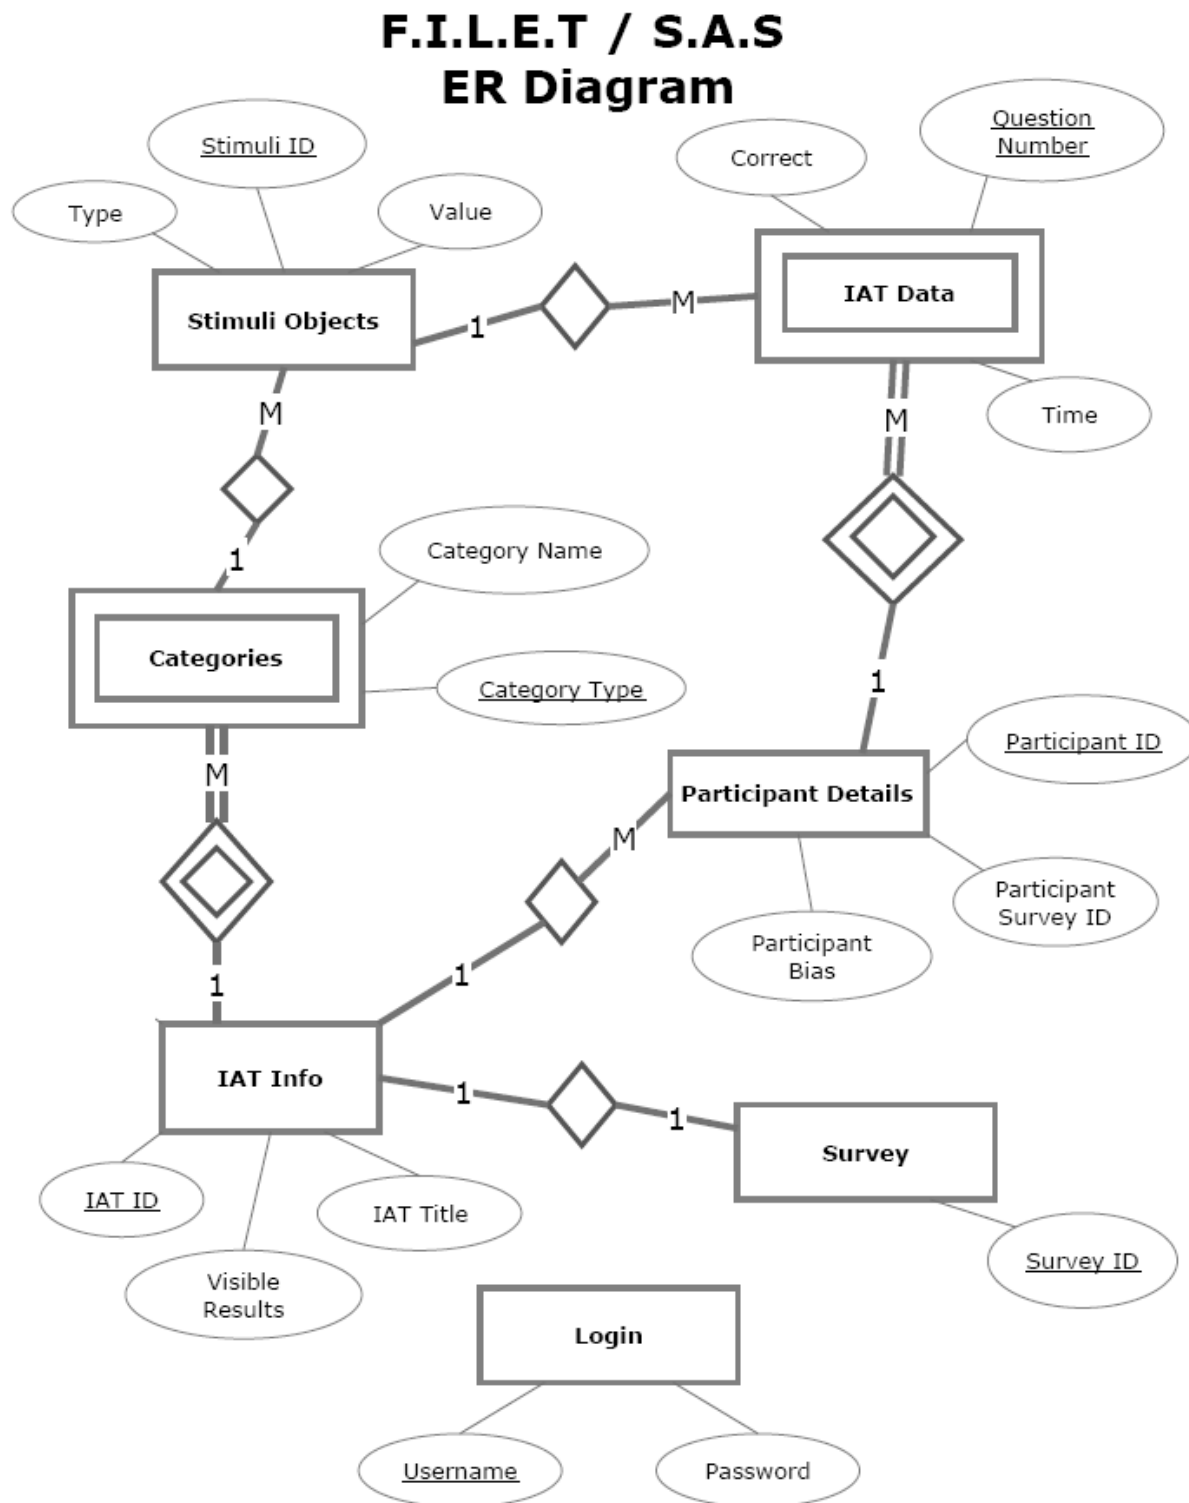 F.I.L.E.T / S.A.S
ER Diagram
Stimuli ID
Type
Value
Correct
Question
Number
Stimuli Objects
1
M
IAT Data
M
M
Time
1
Category Name
Categories
Category Type
1
Participant ID
M
Participant Details
M
Participant
Survey ID
Participant
Bias
1
1
IAT Info
1
1
Survey
IAT ID
IAT Title
Visible
Results
Survey ID
Login
Username
Password